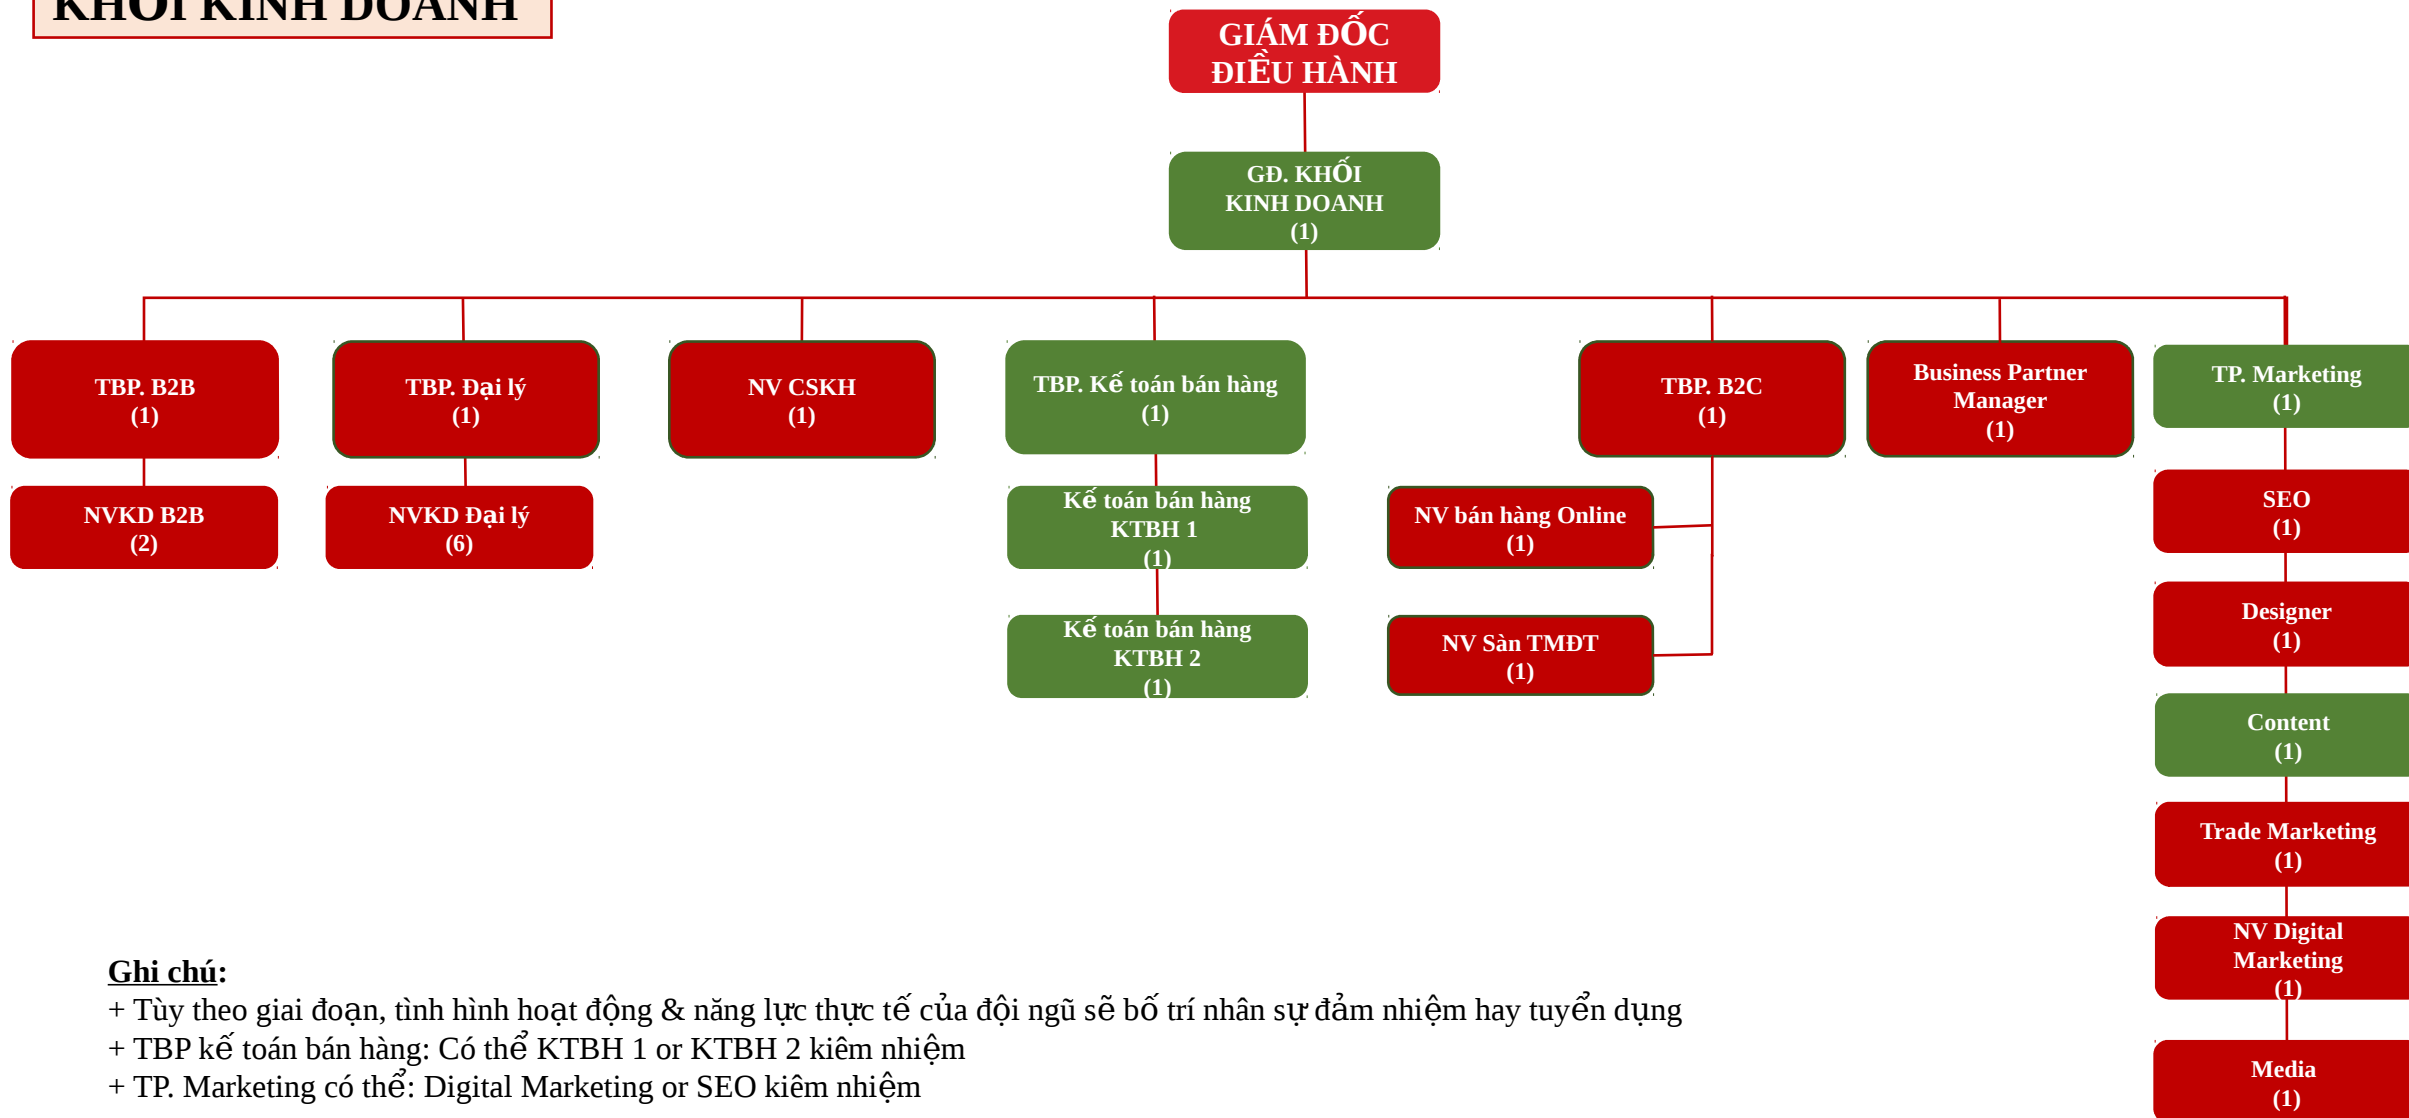 KHỐI KINH DOANH
GIÁM ĐỐC
ĐIỀU HÀNH
GĐ. KHỐI
KINH DOANH
(1)
TBP. B2B
(1)
TBP. Đại lý
(1)
NV CSKH
(1)
TBP. Kế toán bán hàng
(1)
TBP. B2C
(1)
Business Partner
Manager
(1)
TP. Marketing
(1)
NVKD B2B
(2)
NVKD Đại lý
(6)
Kế toán bán hàng
KTBH 1
(1)
NV bán hàng Online
(1)
SEO
(1)
Kế toán bán hàng
KTBH 2
(1)
NV Sàn TMĐT
(1)
Designer
(1)
Content
(1)
Trade Marketing
(1)
NV Digital
Marketing
(1)
Media
(1)
Ghi chú:
+ Tùy theo giai đoạn, tình hình hoạt động & năng lực thực tế của đội ngũ sẽ bố trí nhân sự đảm nhiệm hay tuyển dụng
+ TBP kế toán bán hàng: Có thể KTBH 1 or KTBH 2 kiêm nhiệm
+ TP. Marketing có thể: Digital Marketing or SEO kiêm nhiệm